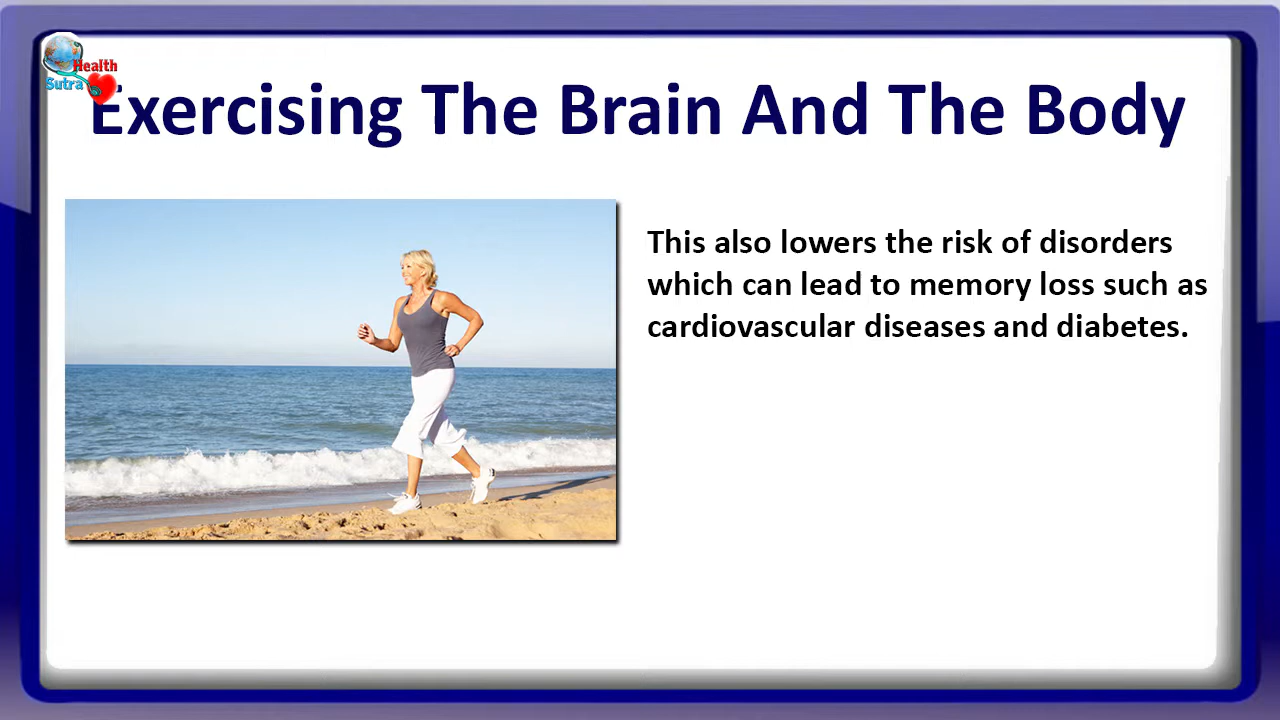 Health
Sutra
Exercising The Brain And The Body
This also lowers the risk of disorders
which can lead to memory loss such as
cardiovascular diseases and diabetes.